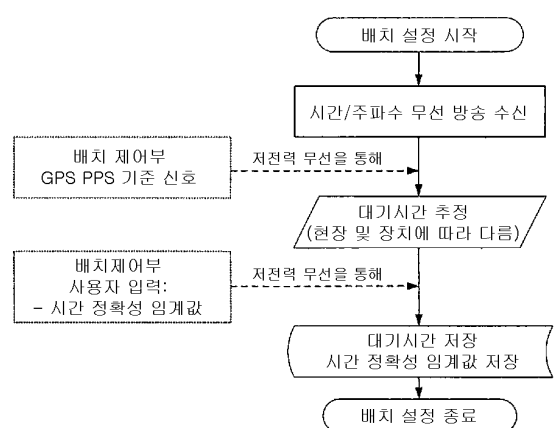 배치 설정 시작
시간/주파수 무선 방송 수신
배치 제어부
GPS PPS 기준 신호
저전력 무선을 통해
대기시간 추정
(현장 및 장치에 따라 다름)
배치제어부
사용자 입력:
– 시간 정확성 임계값
저전력 무선을 통해
대기시간 저장
시간 정확성 임계값 저장
배치 설정 종료